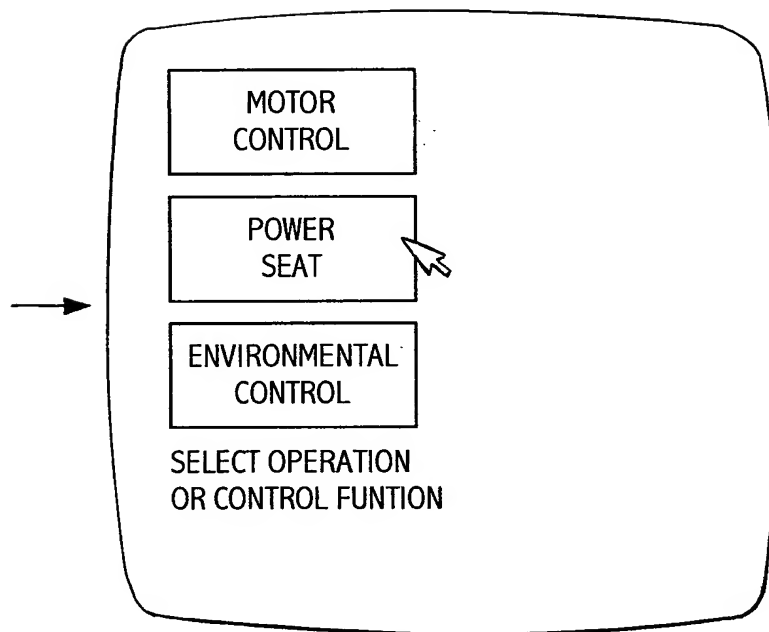 MOTOR
CONTROL
POWER
SEAT
ENVIRONMENTAL
CONTROL
SELECT OPERATION
OR CONTROL FUNTION